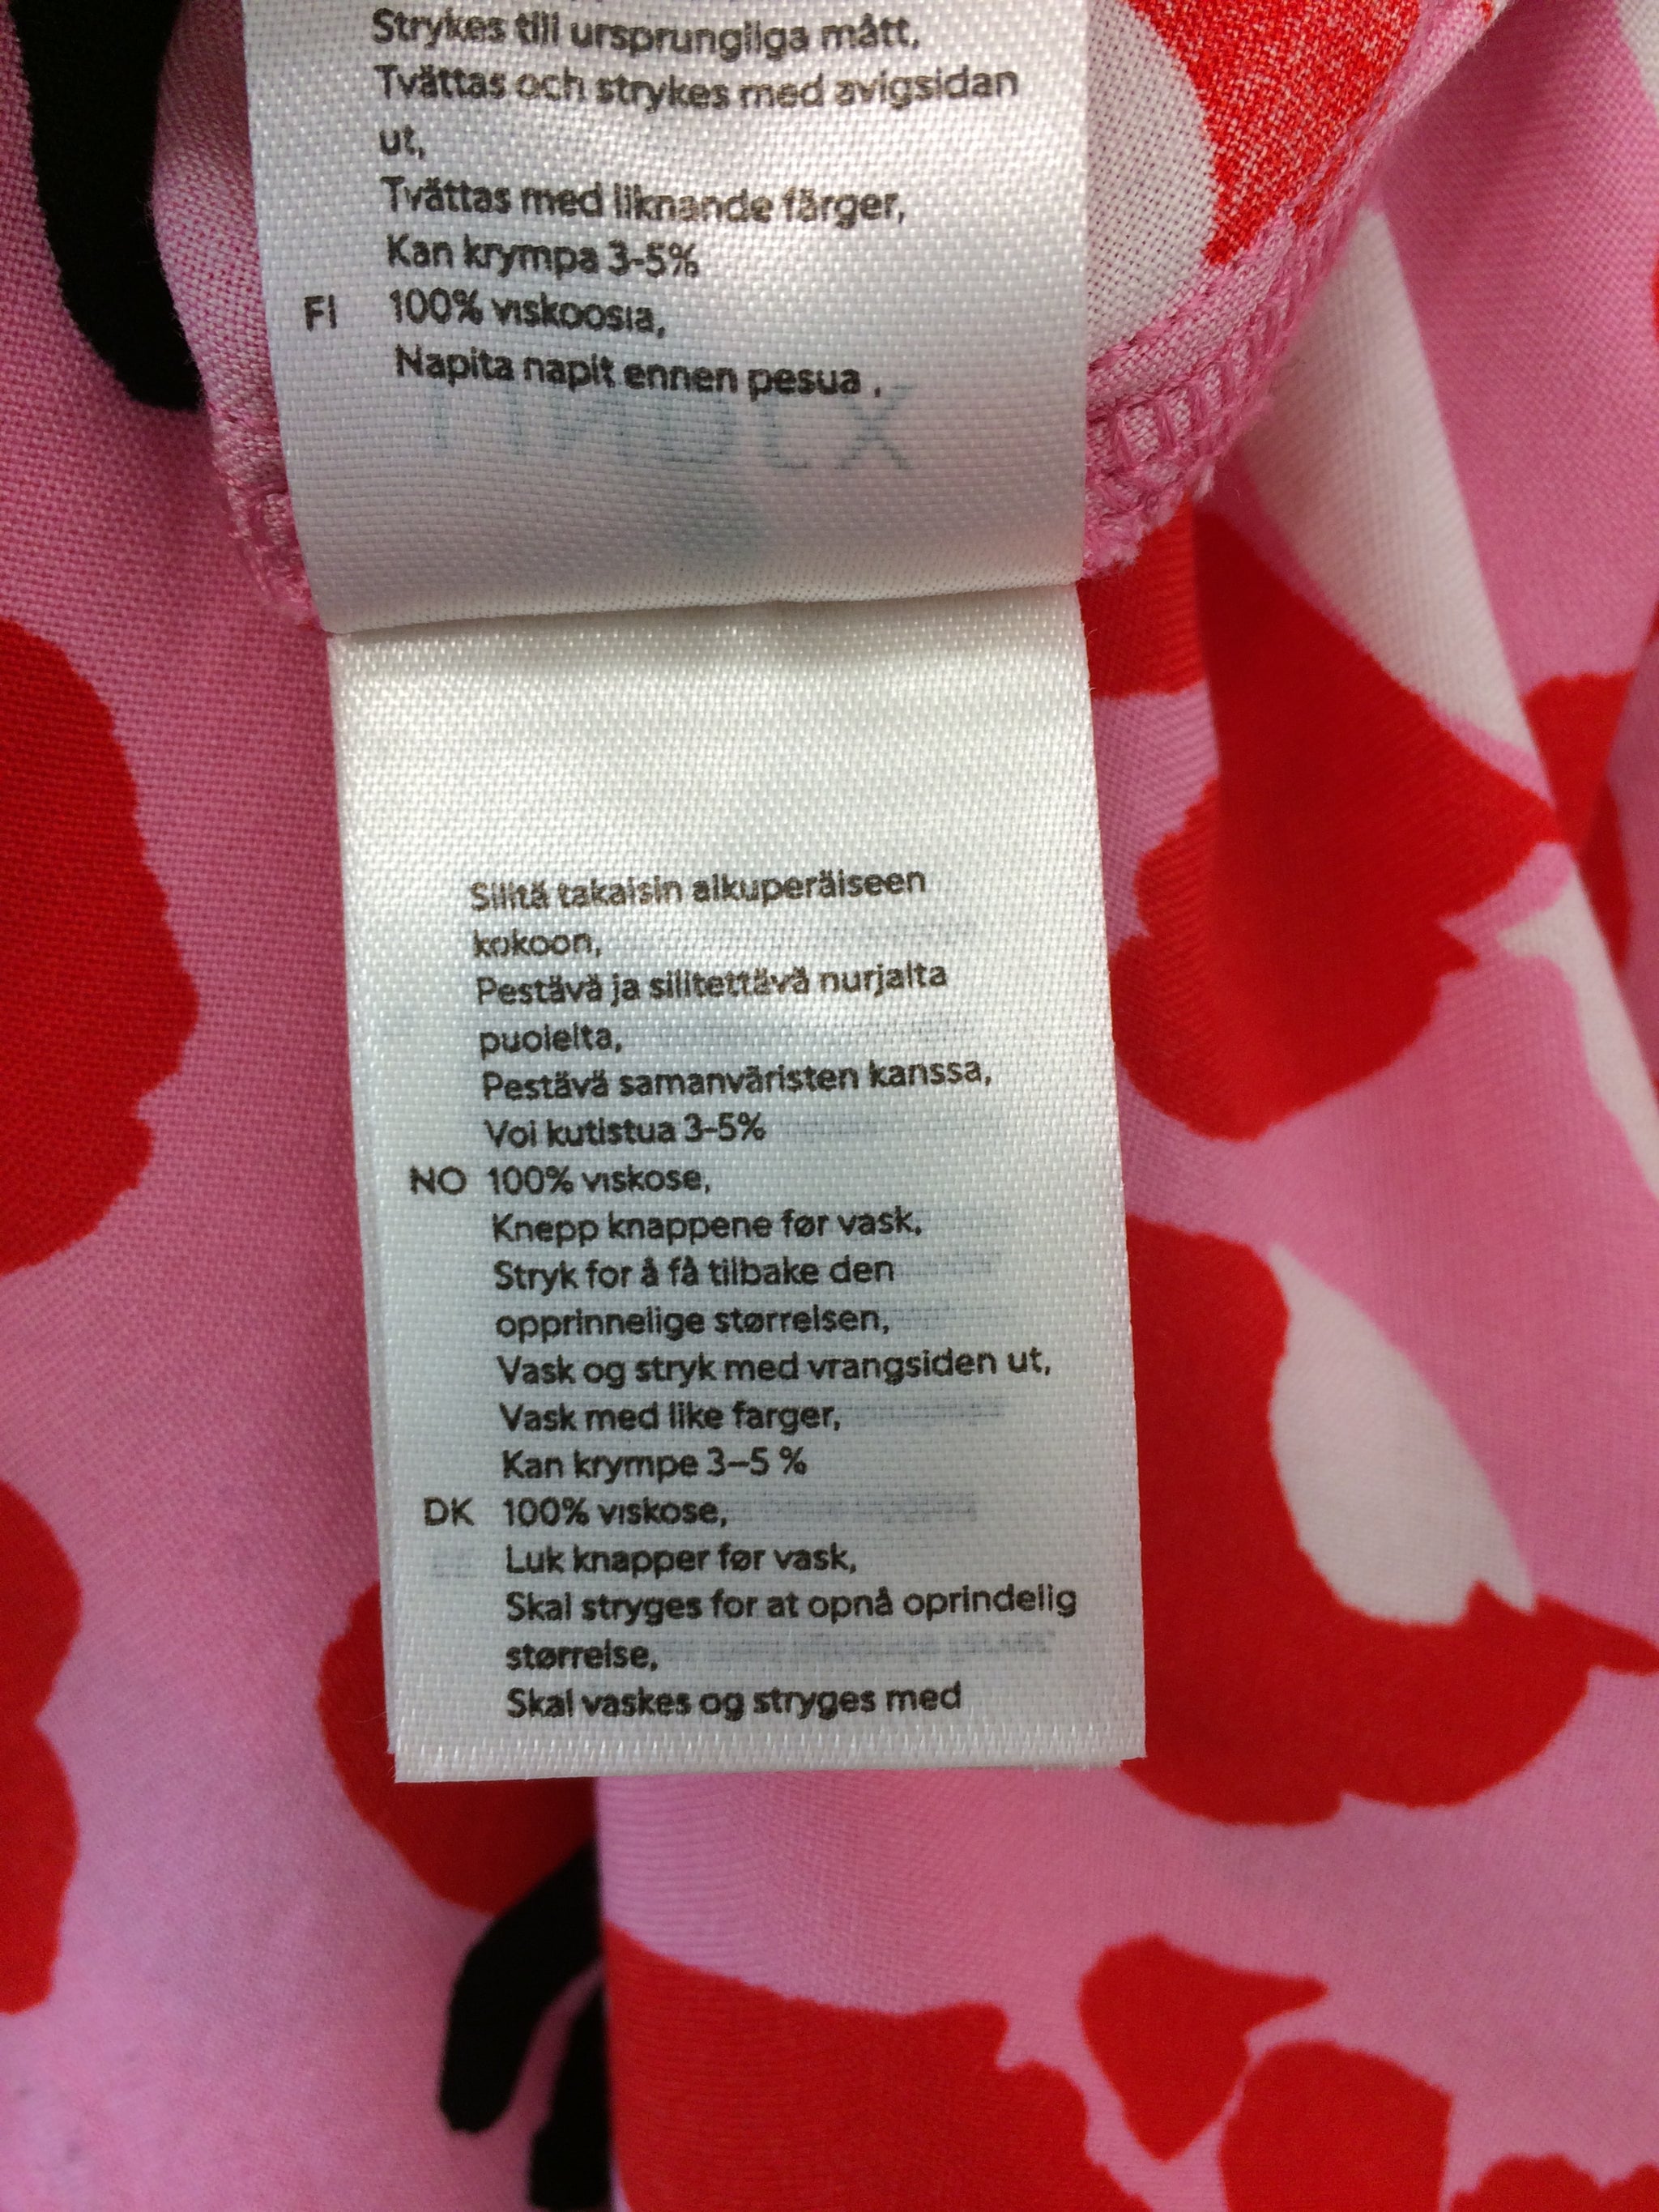 Strykes till ursprungliga mått,
Tvättas och strykes med avigsidan
ut,
Tvättas med liknande färger,
Kan krympa 3-5%
FI 100% viskoosia,
Napita napit ennen pesua ,
Silitä takaisin alkuperäiseen
kokoon,
Pestävä ja silitettävä nurjalta
puolelta,
Pestävä samanväristen kanssa,
Voi kutistua 3-5%
NO 100% viskose,
Knepp knappene før vask,
Stryk for å få tilbake den
opprinnelige størrelsen,
Vask og stryk med vrangsiden ut,
Vask med like farger,
Kan krympe 3–5 %
DK 100% viskose,
Luk knapper før vask,
Skal stryges for at opnå oprindelig
størrelse,
Skal vaskes og stryges med